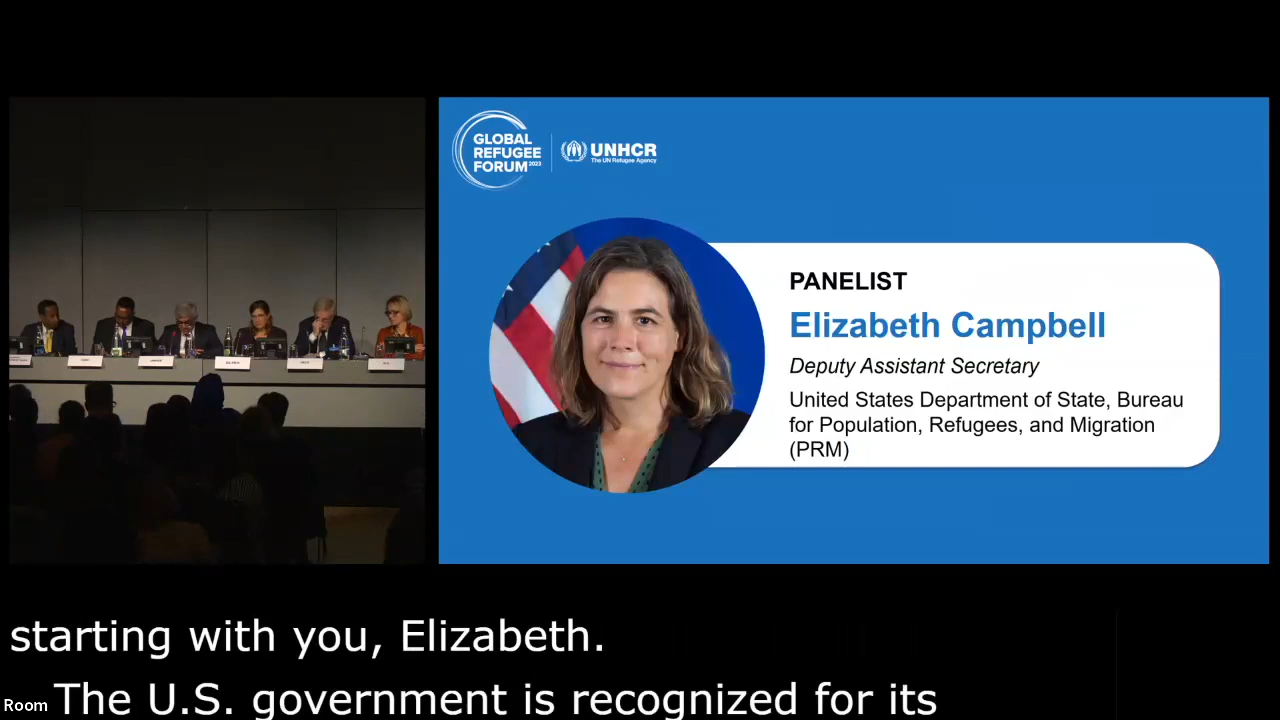 GLOBAL
REFUGEE
FORUM 2023
UNHCR
The UN Refugee Agency
PANELIST
Elizabeth Campbell
Deputy Assistant Secretary
United States Department of State, Bureau
for Population, Refugees, and Migration
(PRM)
starting with you, Elizabeth.
Room
The U.S. government is recognized for its